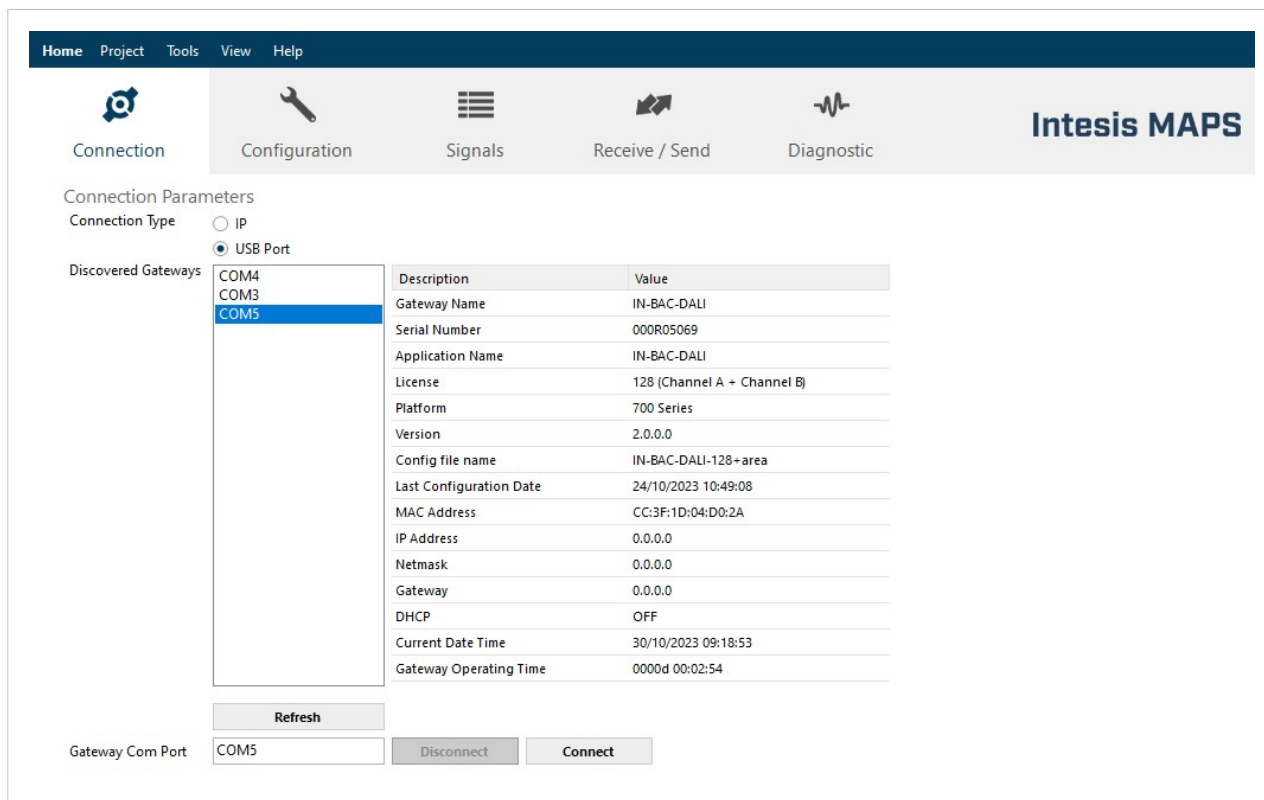 Home Project Tools View Help
Connection Configuration Signals Receive / Send Diagnostic
Intesis MAPS
Connection Parameters
Connection Type
IP
USB Port
Discovered Gateways
COM4
COM3
COM5
Description Value
Gateway Name IN-BAC-DALI
Serial Number 000R05069
Application Name IN-BAC-DALI
License 128 (Channel A + Channel B)
Platform 700 Series
Version 2.0.0.0
Config file name IN-BAC-DALI-128+area
Last Configuration Date 24/10/2023 10:49:08
MAC Address CC:3F:1D:04:D0:2A
IP Address 0.0.0.0
Netmask 0.0.0.0
Gateway 0.0.0.0
DHCP OFF
Current Date Time 30/10/2023 09:18:53
Gateway Operating Time 0000d 00:02:54
Refresh
Gateway Com Port COM5 Disconnect Connect